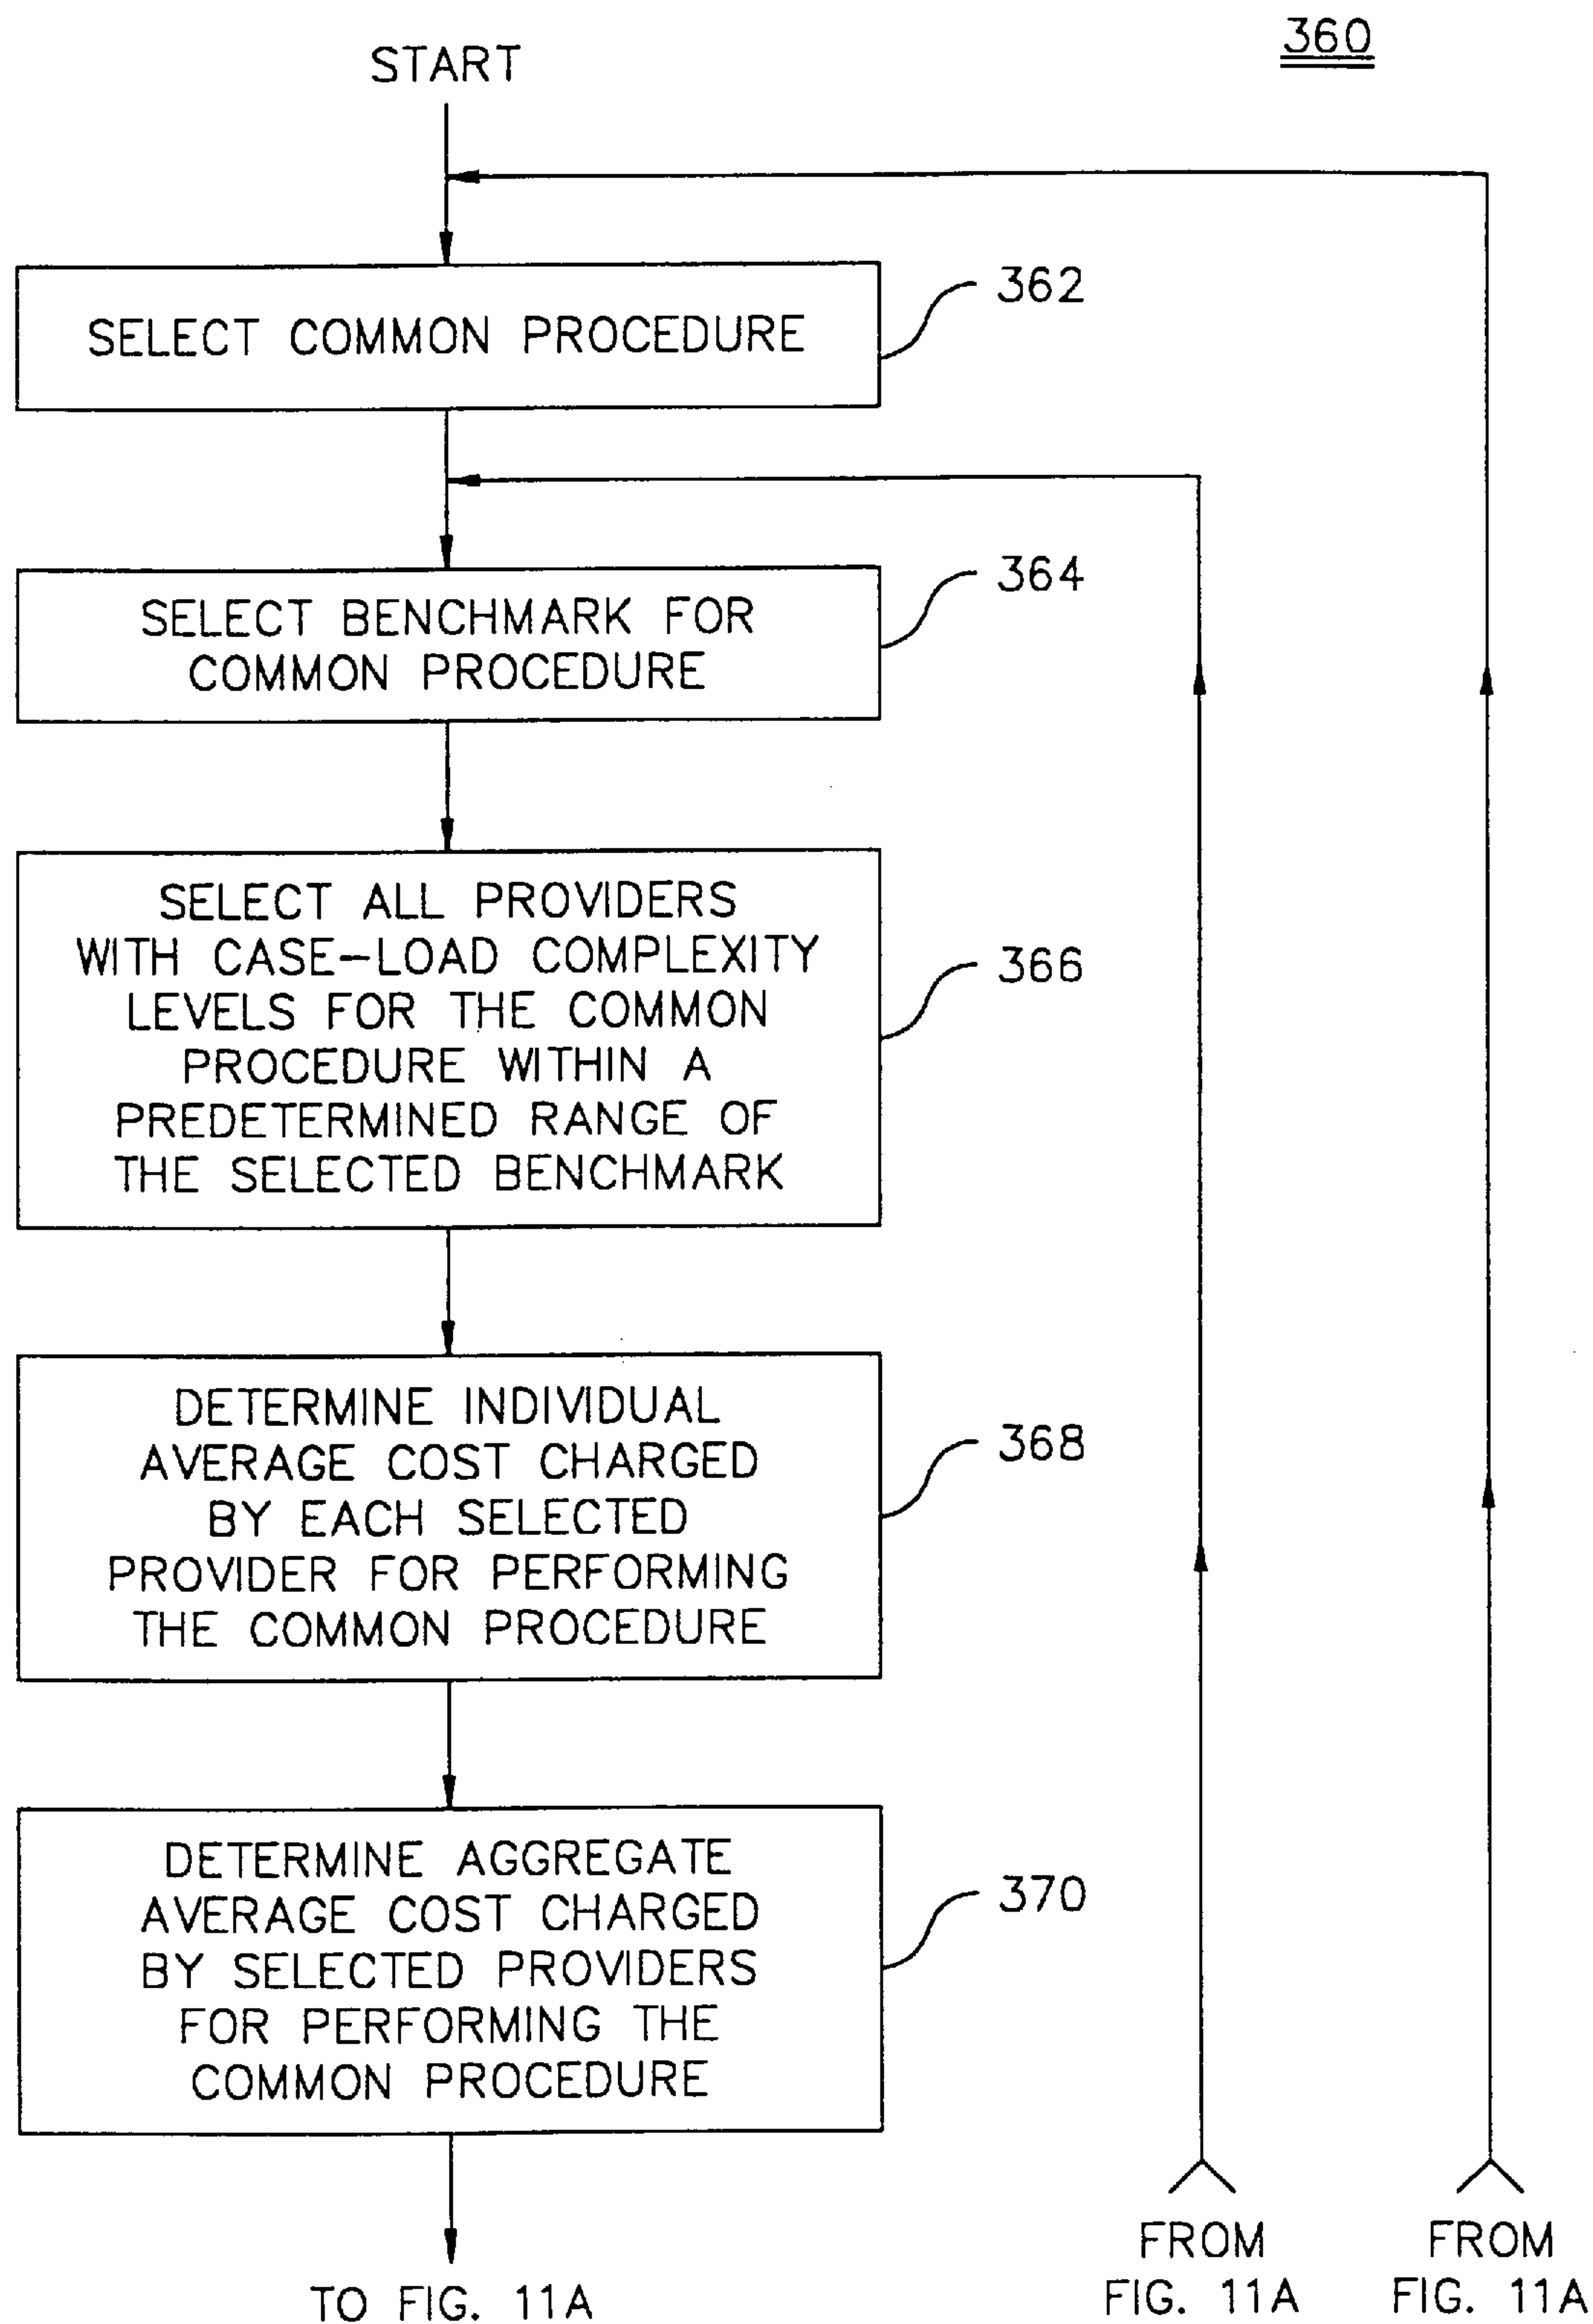 360
START
SELECT COMMON PROCEDURE
362
SELECT BENCHMARK FOR
COMMON PROCEDURE
364
SELECT ALL PROVIDERS
WITH CASE-LOAD COMPLEXITY
LEVELS FOR THE COMMON
PROCEDURE WITHIN A
PREDETERMINED RANGE OF
THE SELECTED BENCHMARK
366
DETERMINE INDIVIDUAL
AVERAGE COST CHARGED
BY EACH SELECTED
PROVIDER FOR PERFORMING
THE COMMON PROCEDURE
368
DETERMINE AGGREGATE
AVERAGE COST CHARGED
BY SELECTED PROVIDERS
FOR PERFORMING THE
COMMON PROCEDURE
370
TO FIG. 11A
FROM
FIG. 11A
FROM
FIG. 11A